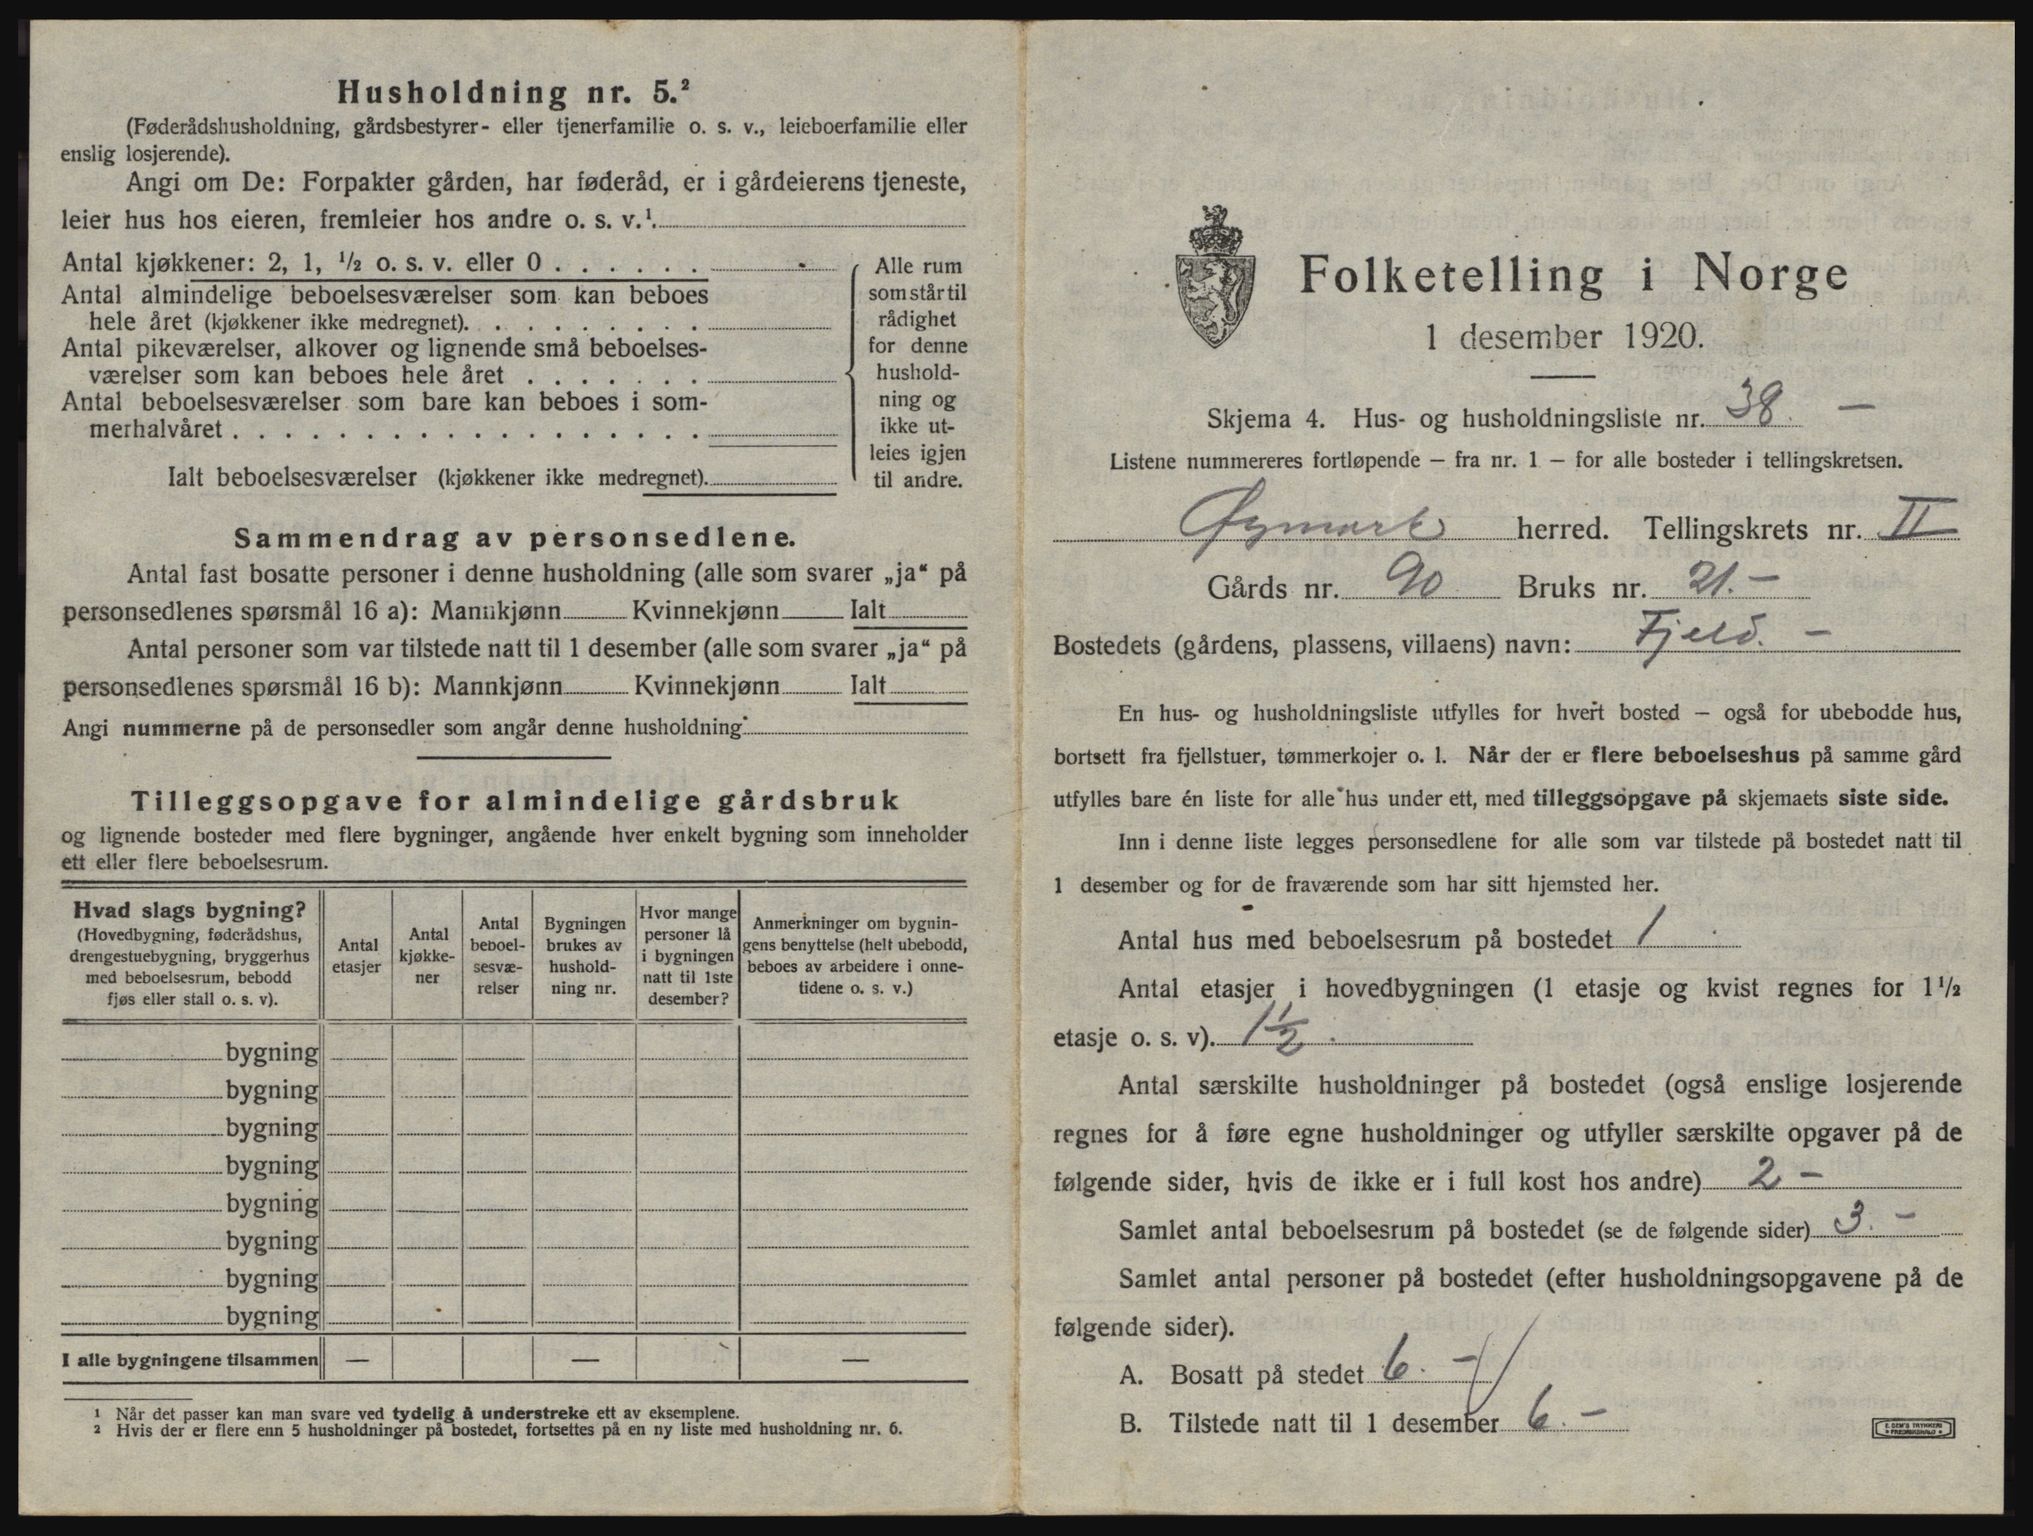 Husholdning nr. 5.²
(Føderådshusholdning, gårdsbestyrer- eller tjenerfamilie o. s. v., leieboerfamilie eller
enslig losjerende).
Angi om De: Forpakter gården, har føderåd, er i gårdeierens tjeneste,
leier hus hos eieren, fremleier hos andre o. s. v.¹.
Antal kjøkkener: 2, 1, ½ o. s. v. eller 0 . . . . . .
Antal almindelige beboelsesværelser som kan beboes
hele året (kjøkkener ikke medregnet). . . . . . . . .
Antal pikeværelser, alkover og lignende små beboelses-
værelser som kan beboes hele året . . . . . . .
Antal beboelsesværelser som bare kan beboes i som-
merhalvåret . . . . . . . . . . . . . . . . . .
Ialt beboelsesværelser (kjøkkener ikke medregnet).
Alle rum
som står til
rådighet
for denne
hushold-
ning og
ikke ut-
leies igjen
til andre.
Sammendrag av personsedlene.
Antal fast bosatte personer i denne husholdning (alle som svarer „ja“ på
personsedlenes spørsmål 16 a): Mannkjønn Kvinnekjønn Ialt
Antal personer som var tilstede natt til 1 desember (alle som svarer „ja“ på
personsedlenes spørsmål 16 b): Mannkjønn Kvinnekjønn Ialt
Angi nummerne på de personsedler som angår denne husholdning
Tilleggsopgave for almindelige gårdsbruk
og lignende bosteder med flere bygninger, angående hver enkelt bygning som inneholder
ett eller flere beboelsesrum.
Hvad slags bygning?
(Hovedbygning, føderådshus,
drengestuebygning, bryggerhus
med beboelsesrum, bebodd
fjøs eller stall o. s. v).
Antal
etasjer
Antal
kjøkke-
ner
Antal
beboel-
sesvæ-
relser
Bygningen
brukes av
hushold-
ning nr.
Hvor mange
personer lå
i bygningen
natt til 1ste
desember?
Anmerkninger om bygnin-
gens benyttelse (helt ubebodd,
beboes av arbeidere i onne-
tidene o. s. v.)
bygning
bygning
bygning
bygning
bygning
bygning
bygning
bygning
I alle bygningene tilsammen — — —
¹ Når det passer kan man svare ved tydelig å understreke ett av eksemplene.
² Hvis der er flere enn 5 husholdninger på bostedet, fortsettes på en ny liste med husholdning nr. 6.
Folketelling i Norge
1 desember 1920.
Skjema 4. Hus- og husholdningsliste nr. 38. —
Listene nummereres fortløpende — fra nr. 1 — for alle bosteder i tellingskretsen.
Øymark herred. Tellingskrets nr. II
Gårds nr. 90 Bruks nr. 21. —
Bostedets (gårdens, plassens, villaens) navn: Fjeld. —
En hus- og husholdningsliste utfylles for hvert bosted — også for ubebodde hus,
bortsett fra fjellstuer, tømmerkojer o. l. Når der er flere beboelseshus på samme gård
utfylles bare én liste for alle hus under ett, med tilleggsopgave på skjemaets siste side.
Inn i denne liste legges personsedlene for alle som var tilstede på bostedet natt til
1 desember og for de fraværende som har sitt hjemsted her.
Antal hus med beboelsesrum på bostedet 1
Antal etasjer i hovedbygningen (1 etasje og kvist regnes for 1½
etasje o. s. v). 1½.
Antal særskilte husholdninger på bostedet (også enslige losjerende
regnes for å føre egne husholdninger og utfyller særskilte opgaver på de
følgende sider, hvis de ikke er i full kost hos andre) 2 —
Samlet antal beboelsesrum på bostedet (se de følgende sider) 3. —
Samlet antal personer på bostedet (efter husholdningsopgavene på de
følgende sider).
A. Bosatt på stedet 6. —
B. Tilstede natt til 1 desember 6. —